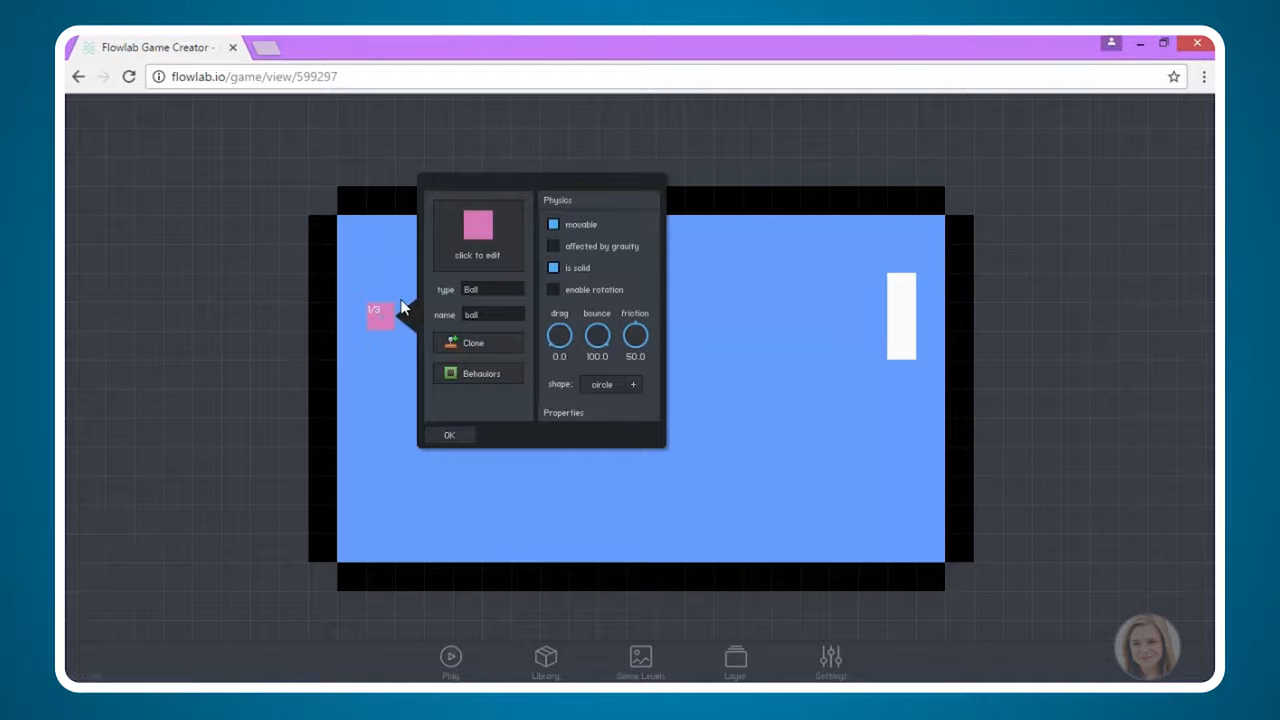 Flowlab Game Creator -
flowlab.io/game/view/599297
1/3
click to edit
type Ball
name ball
Clone
Behaviors
OK
Physics
movable
affected by gravity
is solid
enable rotation
drag bounce friction
0.0 100.0 50.0
shape: circle +
Properties
Play Library Game Levels Layer Settings